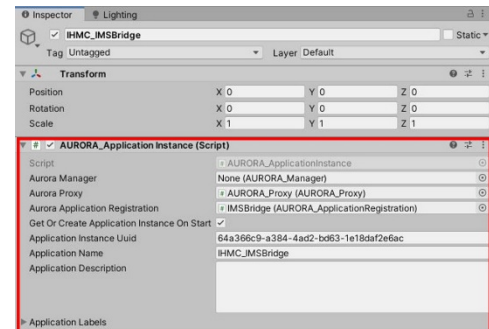 Inspector Lighting
IHMC_IMSBridge Static
Tag Untagged Layer Default
Transform
Position X 0 Y 0 Z 0
Rotation X 0 Y 0 Z 0
Scale X 1 Y 1 Z 1
# AURORA_Application Instance (Script)
Script # AURORA_ApplicationInstance
Aurora Manager None (AURORA_Manager)
Aurora Proxy # AURORA_Proxy (AURORA_Proxy)
Aurora Application Registration # IMSBridge (AURORA_ApplicationRegistration)
Get Or Create Application Instance On Start
Application Instance Uuid 64a366c9-a384-4ad2-bd63-1e18daf2e6ac
Application Name IHMC_IMSBridge
Application Description
Application Labels